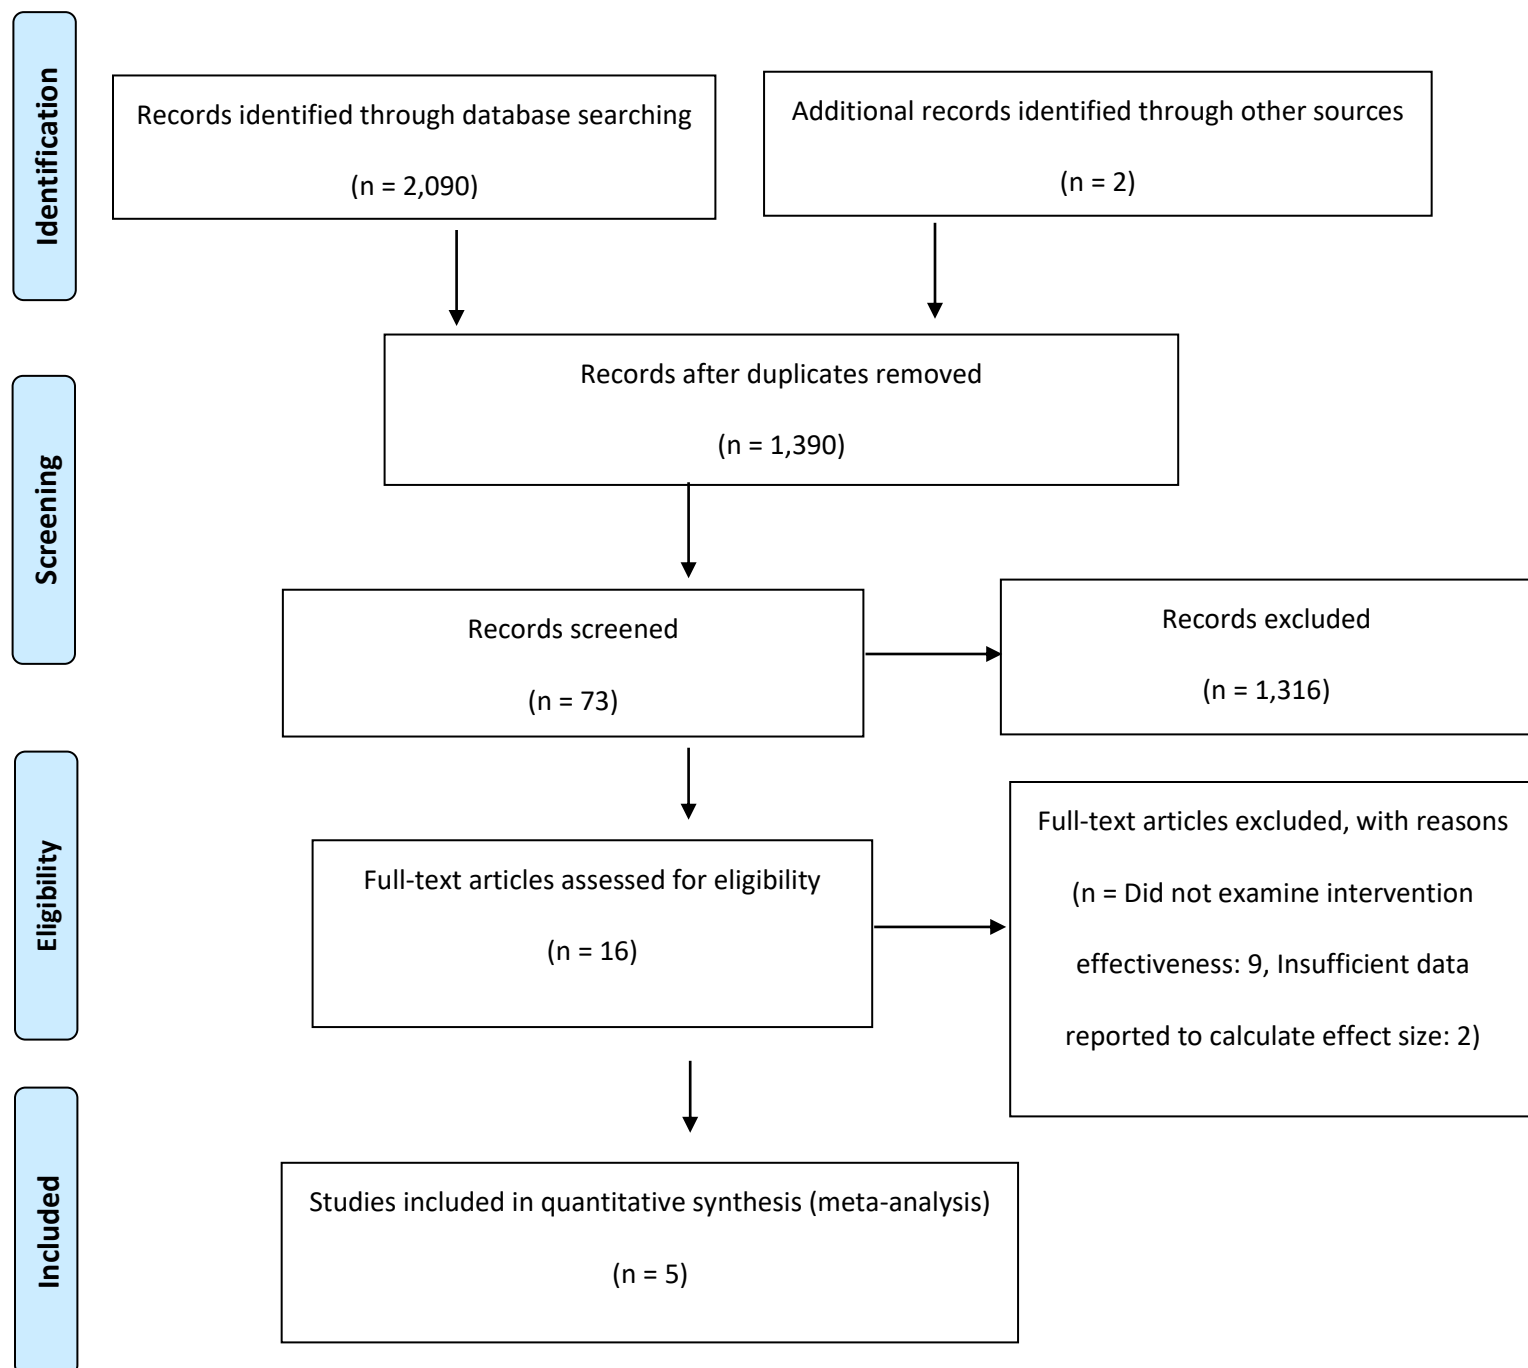 Identification
Records identified through database searching
(n = 2,090)
Additional records identified through other sources
(n = 2)
Records after duplicates removed
(n = 1,390)
Screening
Records screened
(n = 73)
Records excluded
(n = 1,316)
Eligibility
Full-text articles assessed for eligibility
(n = 16)
Full-text articles excluded, with reasons
(n = Did not examine intervention
effectiveness: 9, Insufficient data
reported to calculate effect size: 2)
Included
Studies included in quantitative synthesis (meta-analysis)
(n = 5)